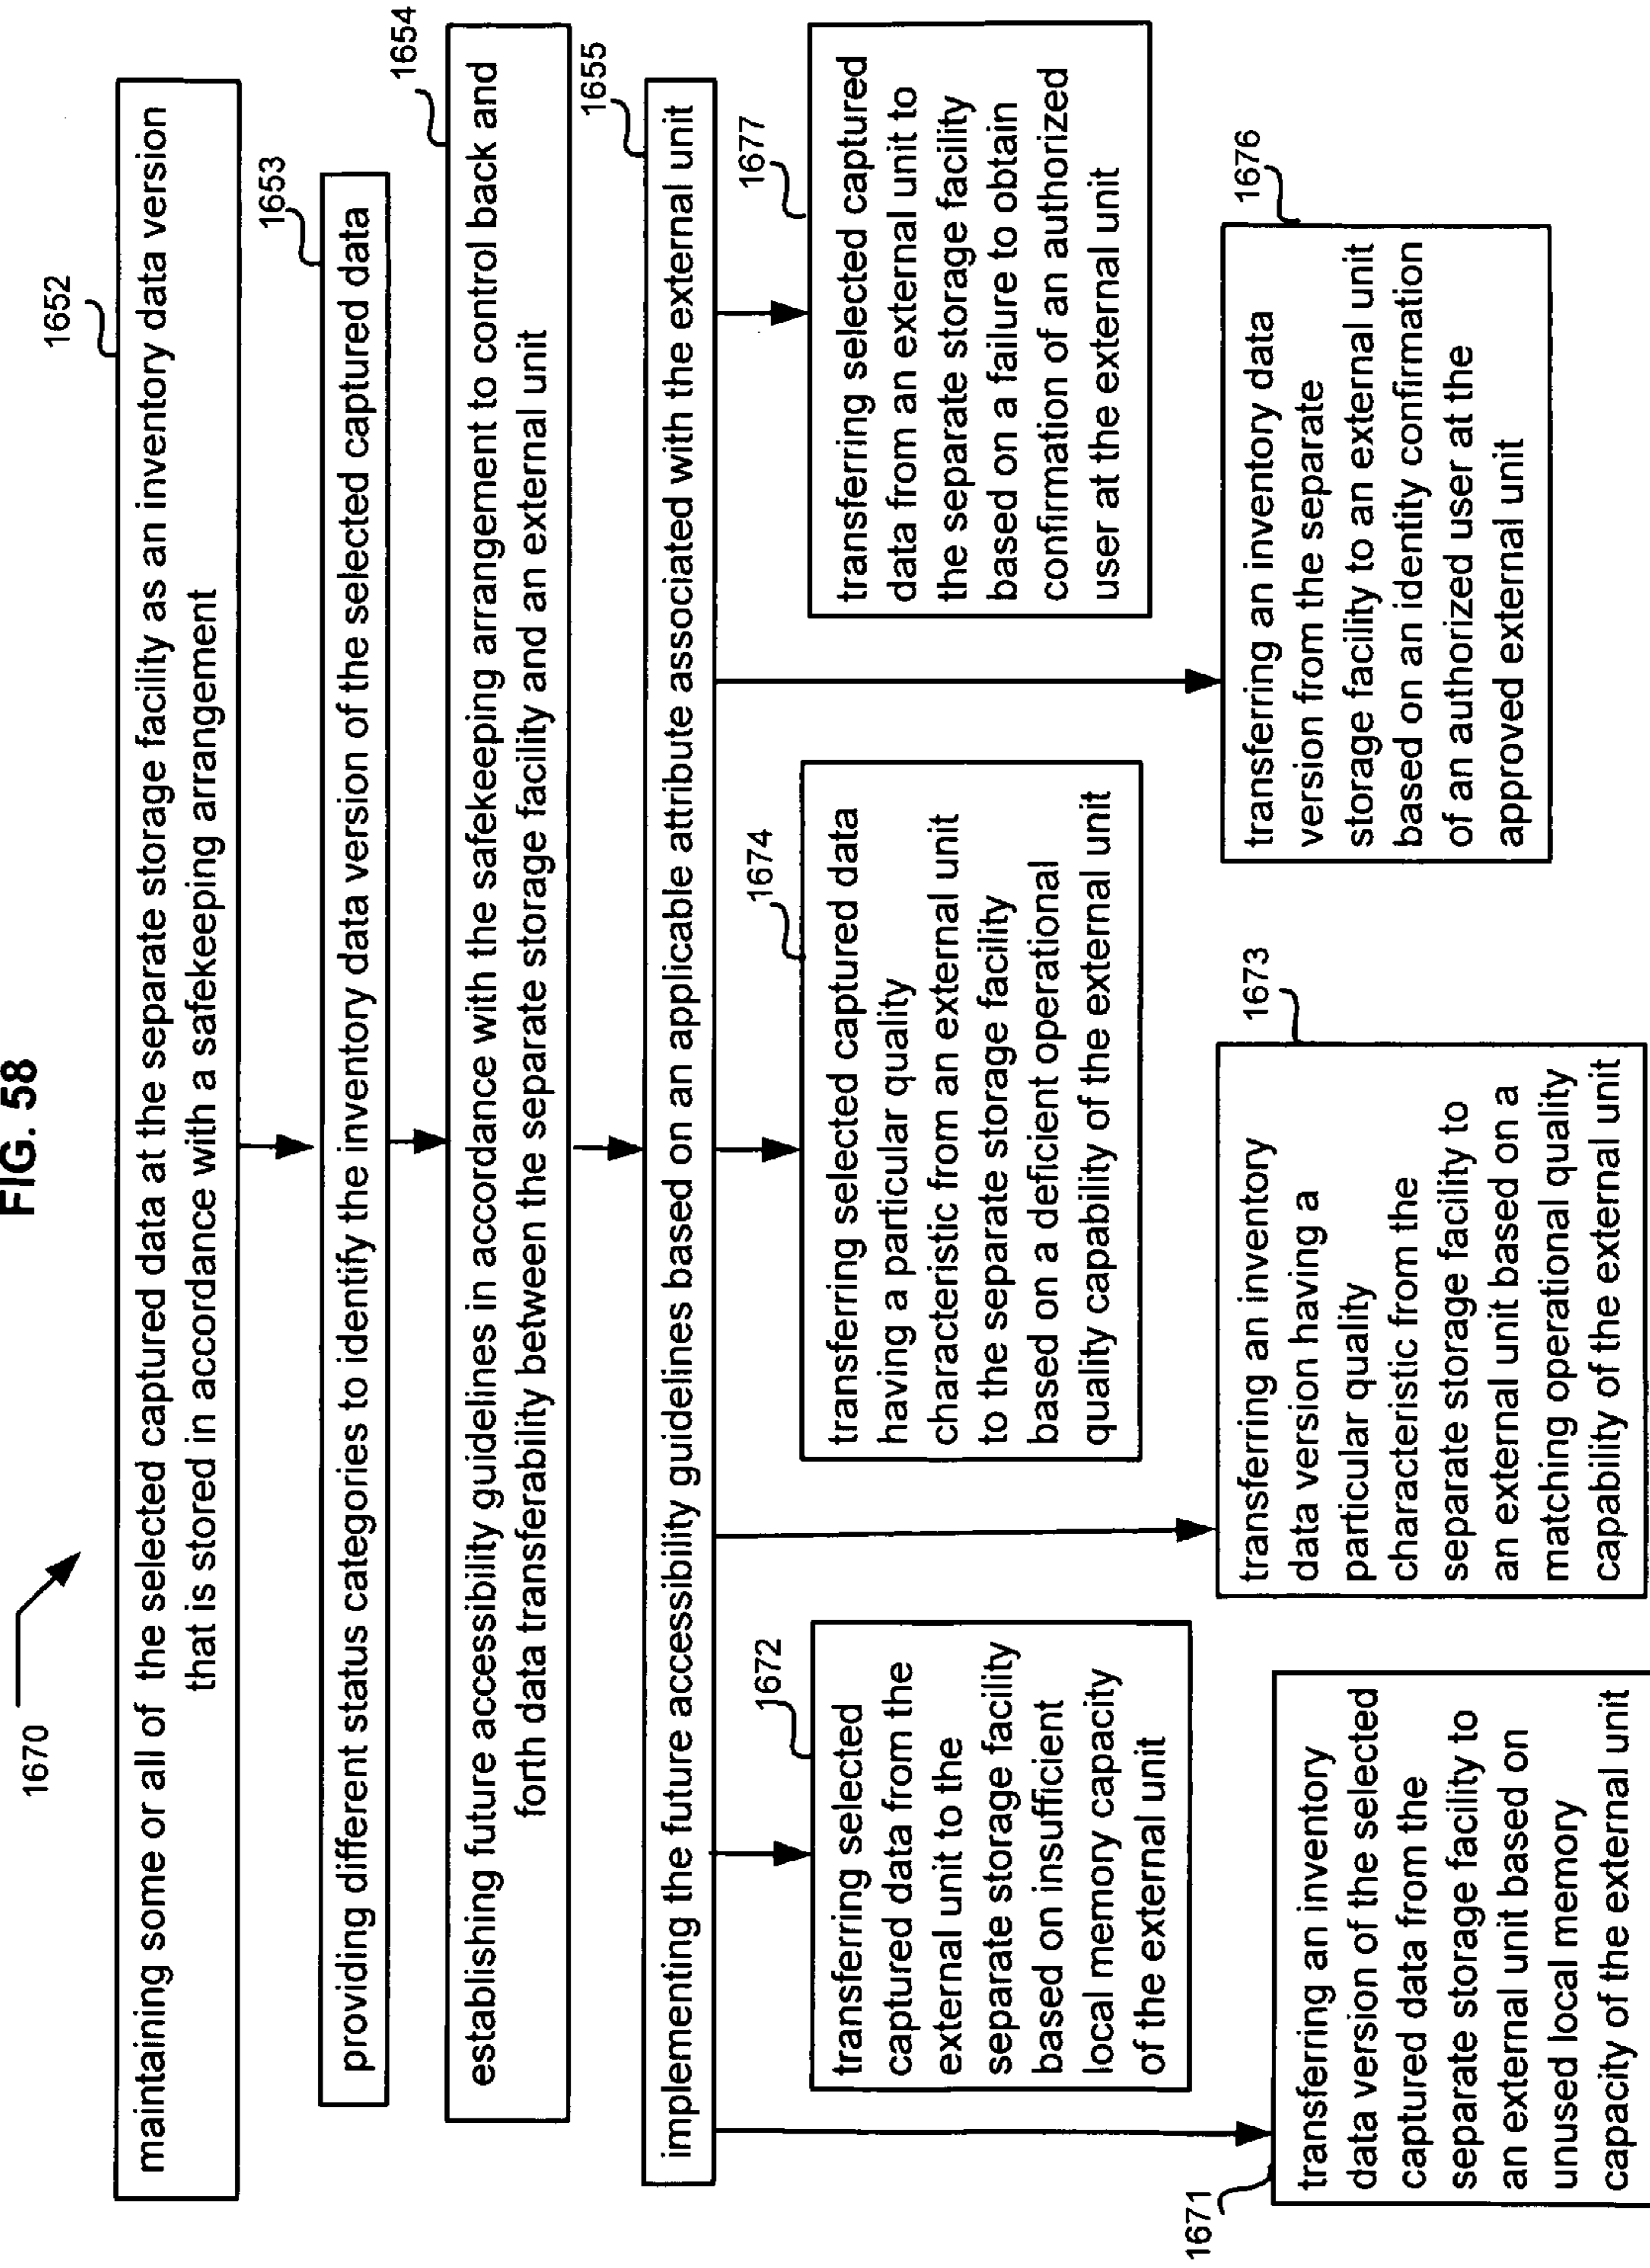 FIG. 58
1670
1652
maintaining some or all of the selected captured data at the separate storage facility as an inventory data version
that is stored in accordance with a safekeeping arrangement
1653
providing different status categories to identify the inventory data version of the selected captured data
1654
establishing future accessibility guidelines in accordance with the safekeeping arrangement to control back and
forth data transferability between the separate storage facility and an external unit
1655
implementing the future accessibility guidelines based on an applicable attribute associated with the external unit
1672
transferring selected
captured data from the
external unit to the
separate storage facility
based on insufficient
local memory capacity
of the external unit
1674
transferring selected captured data
having a particular quality
characteristic from an external unit
to the separate storage facility
based on a deficient operational
quality capability of the external unit
1677
transferring selected captured
data from an external unit to
the separate storage facility
based on a failure to obtain
confirmation of an authorized
user at the external unit
1671
transferring an inventory
data version of the selected
captured data from the
separate storage facility to
an external unit based on
unused local memory
capacity of the external unit
1673
transferring an inventory
data version having a
particular quality
characteristic from the
separate storage facility to
an external unit based on a
matching operational quality
capability of the external unit
1676
transferring an inventory data
version from the separate
storage facility to an external unit
based on an identity confirmation
of an authorized user at the
approved external unit